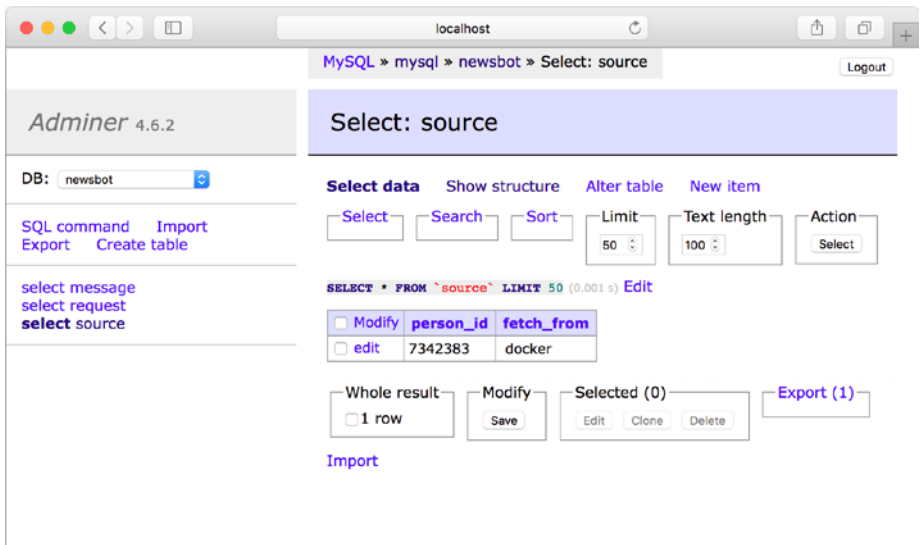 localhost
MySQL » mysql » newsbot » Select: source
Logout
Adminer 4.6.2
Select: source
DB: newsbot
SQL command Import
Export Create table
select message
select request
select source
Select data Show structure Alter table New item
Select Search Sort Limit Text length Action
50 100 Select
SELECT * FROM `source` LIMIT 50 (0.001 s) Edit
Modify person_id fetch_from
edit 7342383 docker
Whole result Modify Selected (0) Export (1)
1 row Save Edit Clone Delete
Import